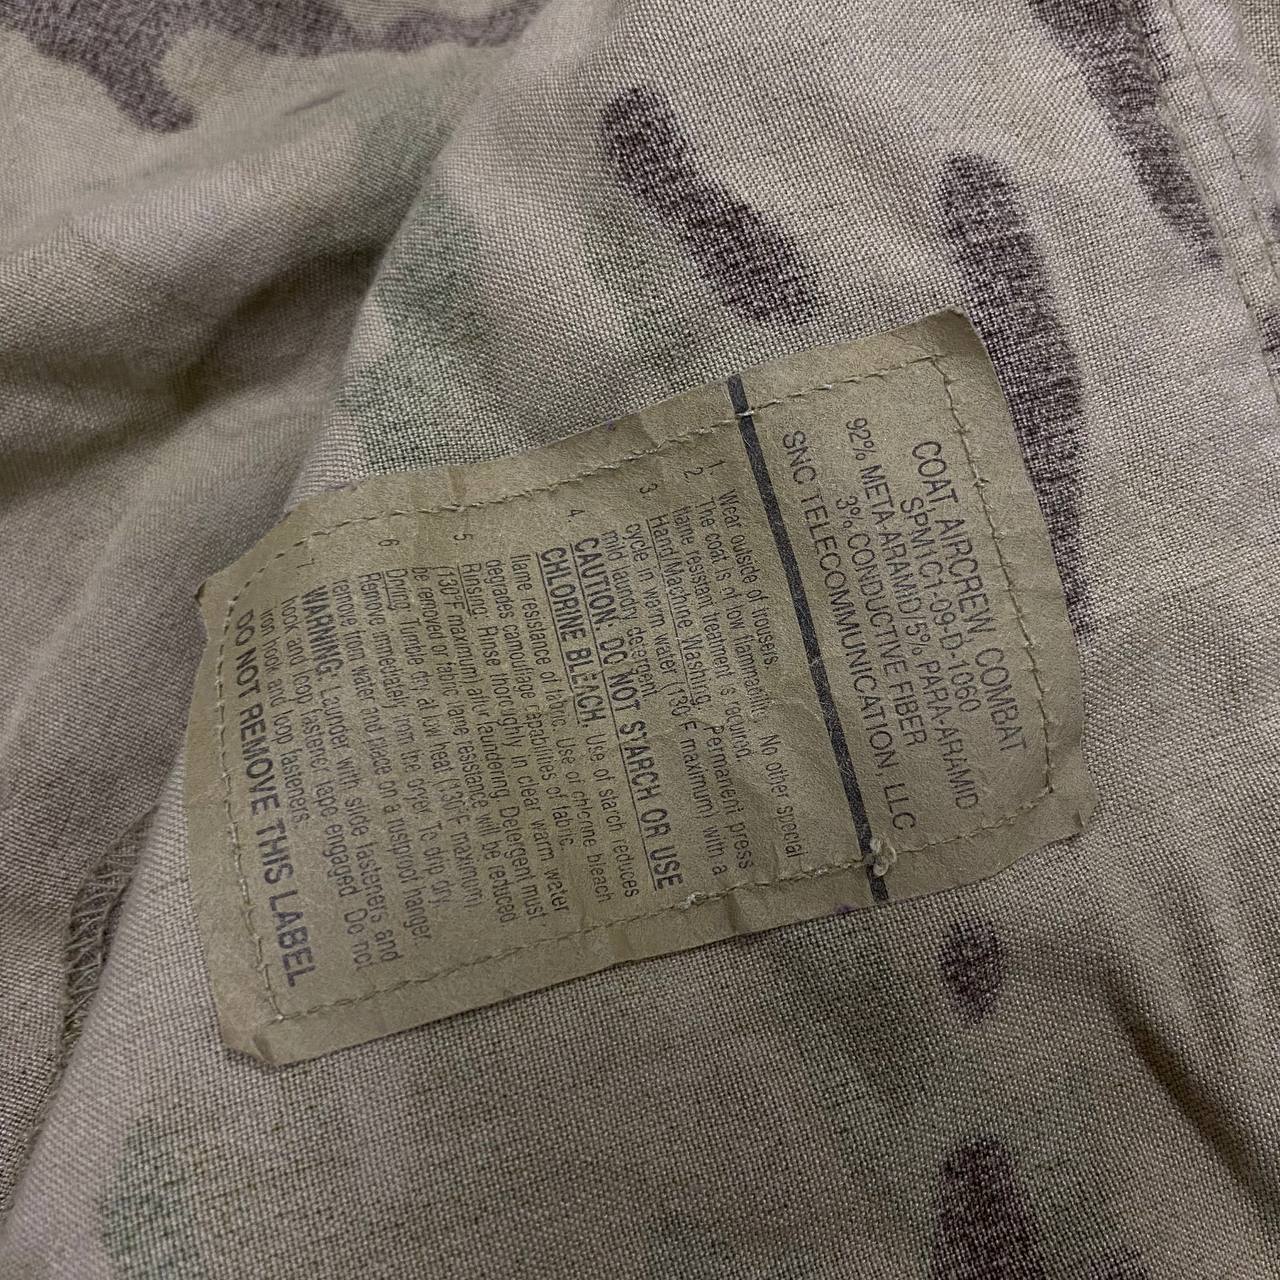 COAT, AIRCREW, COMBAT
SPM1C1-09-D-1060
92% META-ARAMID/5% PARA-ARAMID
3% CONDUCTIVE FIBER
SNC TELECOMMUNICATION, LLC
1. Wear outside of trousers.
2. The coat is of low flammability. No other special
flame resistant treatment is required.
3. Hand/Machine Washing: Permanent press
cycle in warm water (130°F maximum) with a
mild laundry detergent
4. CAUTION: DO NOT STARCH OR USE
CHLORINE BLEACH. Use of starch reduces
flame resistance of fabric. Use of chlorine bleach
degrades camouflage capabilities of fabric.
5. Rinsing: Rinse thoroughly in clear warm water
(130°F maximum) after laundering. Detergent must
be removed or fabric flame resistance will be reduced
6. Drying: Tumble dry at low heat (130°F maximum).
Remove immediately from the dryer. To drip dry,
remove from water and place on a rustproof hanger.
7. WARNING: Launder with side fasteners and
hook and loop fastener tape engaged. Do not
iron hook and loop fasteners.
DO NOT REMOVE THIS LABEL